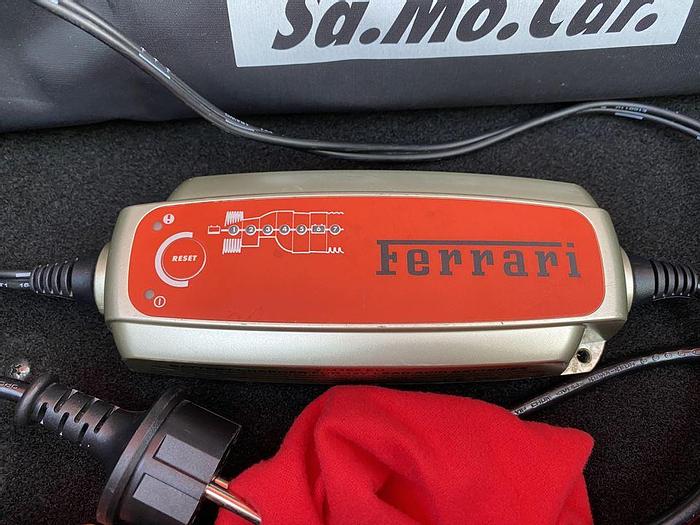 Sa.Mo.Car.
RESET
1 2 3 4 5 6 7
Ferrari